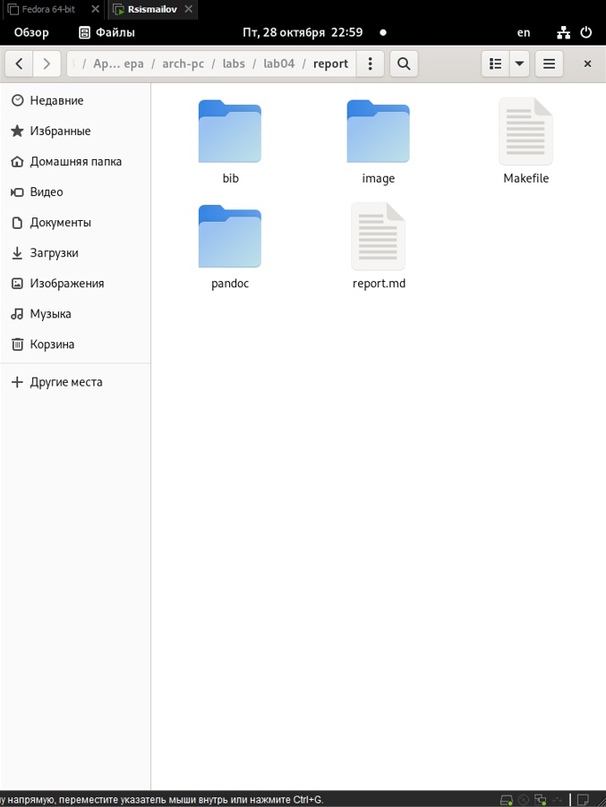 Fedora 64-bit
Rsismailov
Обзор Файлы Пт, 28 октября 22:59 en
/ Ap... ера / arch-pc / labs / lab04 / report
Недавние
Избранные
Домашняя папка
Видео
Документы
Загрузки
Изображения
Музыка
Корзина
Другие места
bib image Makefile
pandoc report.md
у напрямую, переместите указатель мыши внутрь или нажмите Ctrl+G.